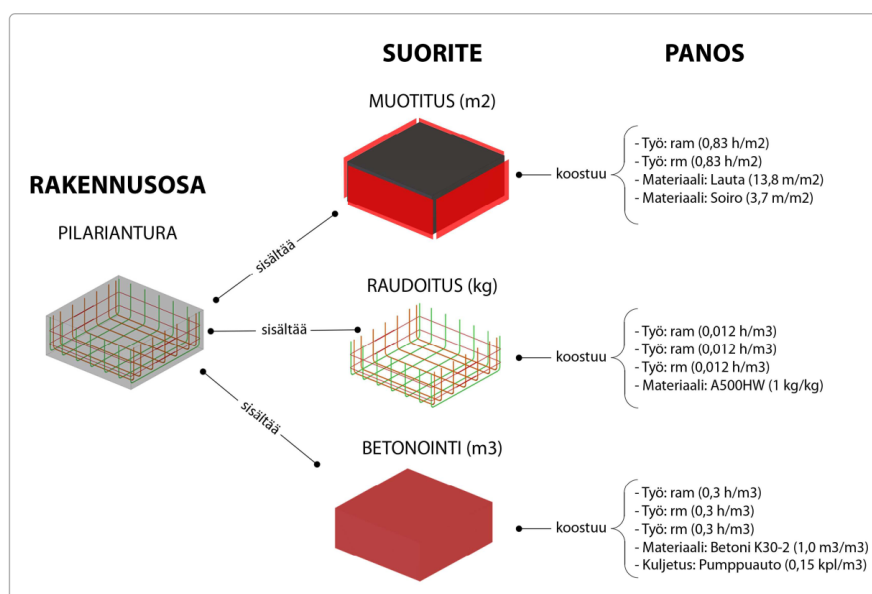 RAKENNUSOSA
PILARIANTURA
sisältää
sisältää
sisältää
SUORITE
MUOTITUS (m2)
RAUDOITUS (kg)
BETONOINTI (m3)
koostuu
koostuu
koostuu
PANOS
- Työ: ram (0,83 h/m2)
- Työ: rm (0,83 h/m2)
- Materiaali: Lauta (13,8 m/m2)
- Materiaali: Soiro (3,7 m/m2)
- Työ: ram (0,012 h/m3)
- Työ: ram (0,012 h/m3)
- Työ: rm (0,012 h/m3)
- Materiaali: A500HW (1 kg/kg)
- Työ: ram (0,3 h/m3)
- Työ: rm (0,3 h/m3)
- Työ: rm (0,3 h/m3)
- Materiaali: Betoni K30-2 (1,0 m3/m3)
- Kuljetus: Pumppuauto (0,15 kpl/m3)